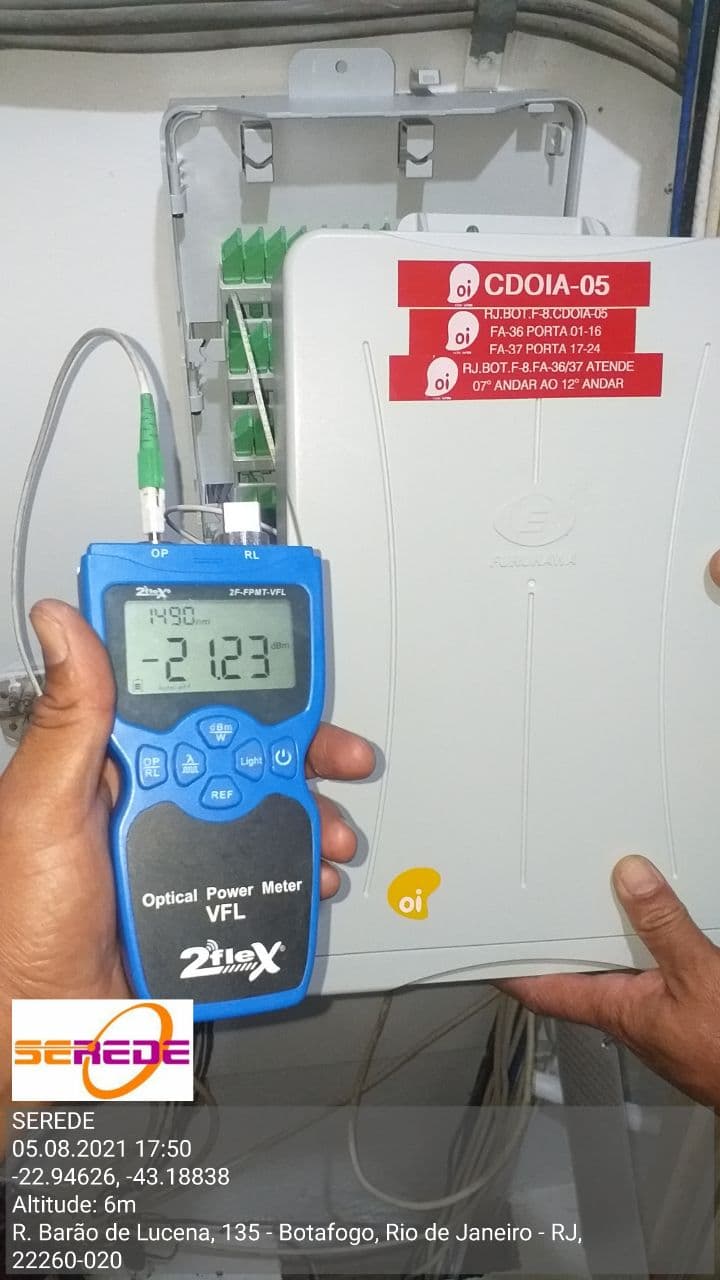 oi CDOIA-05
oi RJ.BOT.F-8.CDOIA-05
FA-36 PORTA 01-16
FA-37 PORTA 17-24
oi RJ.BOT.F-8.FA-36/37 ATENDE
07º ANDAR AO 12º ANDAR
FURUKAWA
OP RL
2flex® 2F-FPMT-VFL
1490nm
-21.23 dBm
dBm
W
OP
RL
λ
Light
REF
Optical Power Meter
VFL
2flex®
oi
SEREDE
SEREDE
05.08.2021 17:50
-22.94626, -43.18838
Altitude: 6m
R. Barão de Lucena, 135 - Botafogo, Rio de Janeiro - RJ,
22260-020